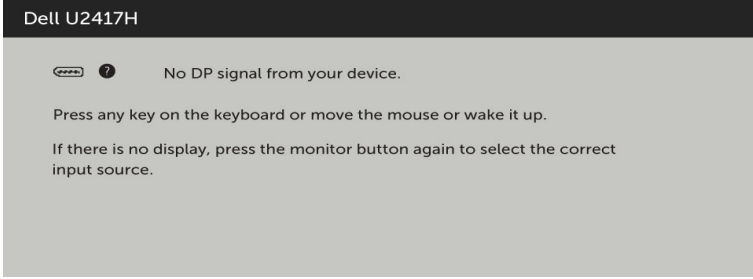 Dell U2417H
? No DP signal from your device.
Press any key on the keyboard or move the mouse or wake it up.
If there is no display, press the monitor button again to select the correct
input source.